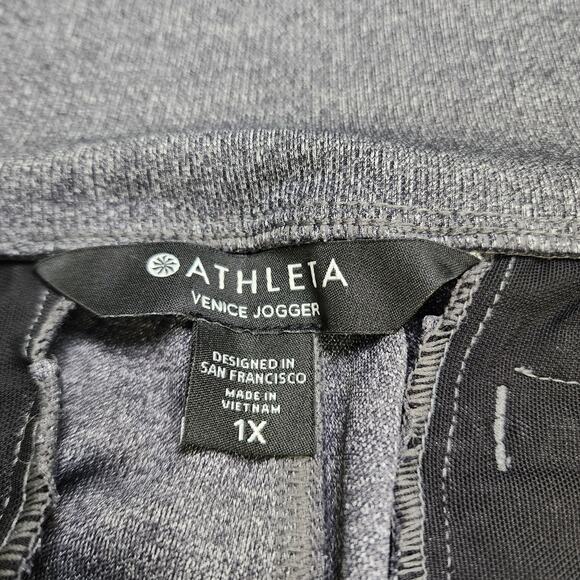 ATHLETA
VENICE JOGGER
DESIGNED IN
SAN FRANCISCO
MADE IN
VIETNAM
1X